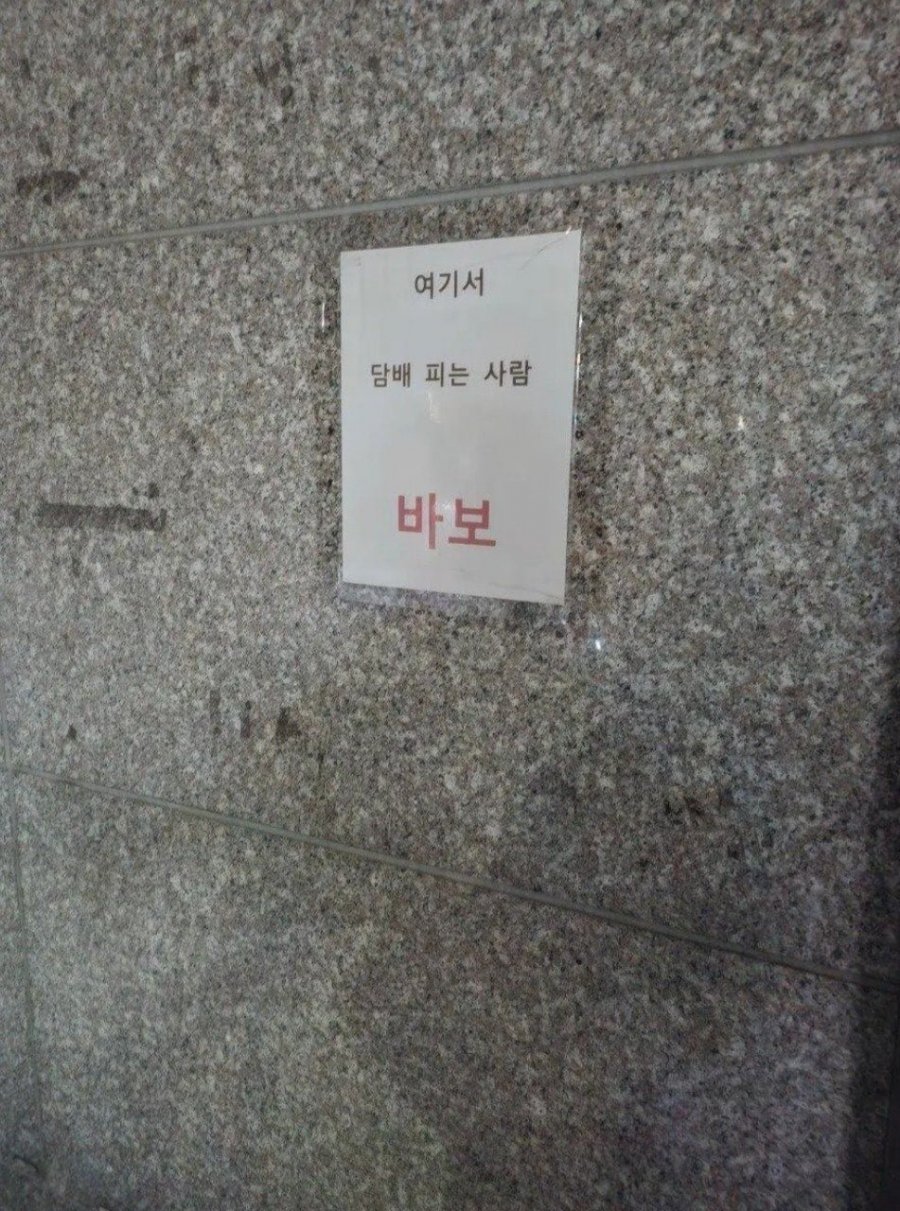 여기서
담배 피는 사람
바보